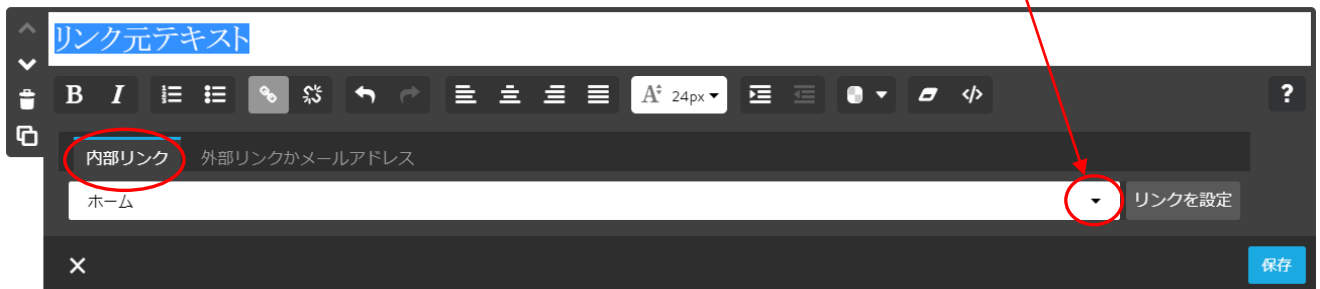 リンク元テキスト
B I A 24px </> ?
内部リンク 外部リンクかメールアドレス
ホーム リンクを設定
保存